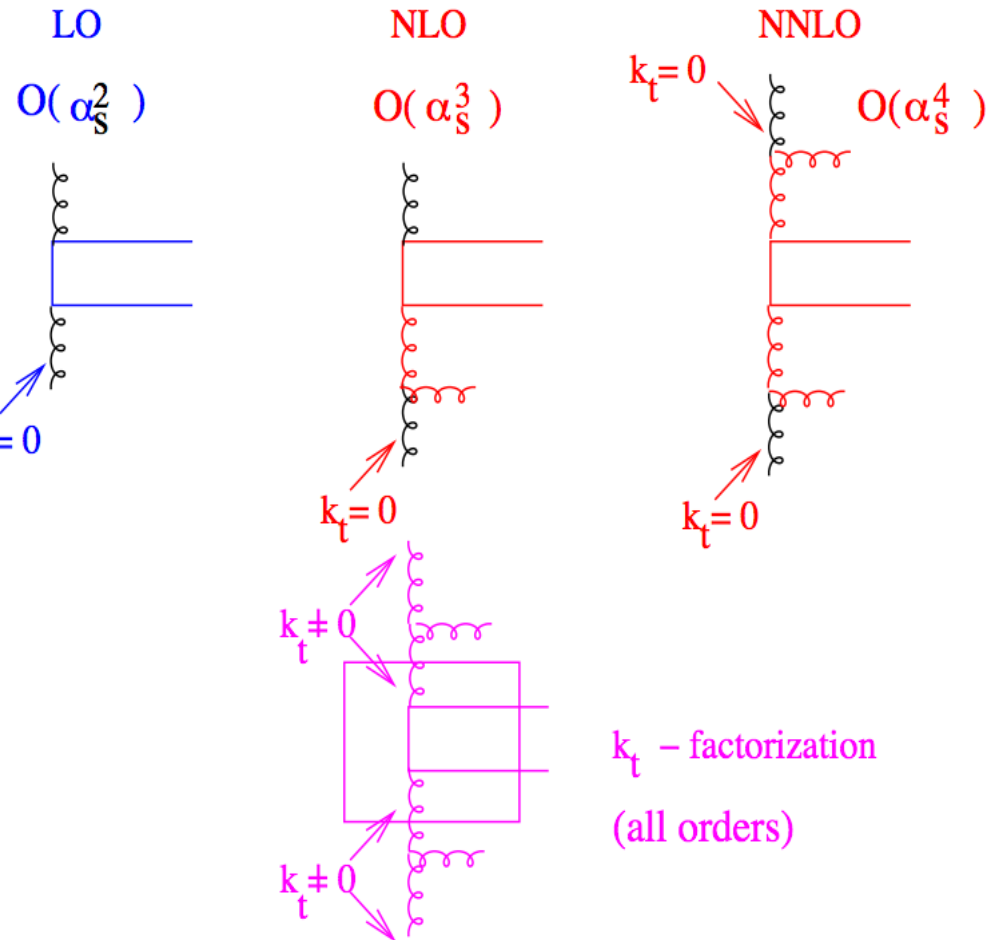 LO
NLO
NNLO
O( α_s^2 )
O( α_s^3 )
k_t = 0
O( α_s^4 )
= 0
k_t = 0
k_t = 0
k_t ≠ 0
k_t – factorization
(all orders)
k_t ≠ 0